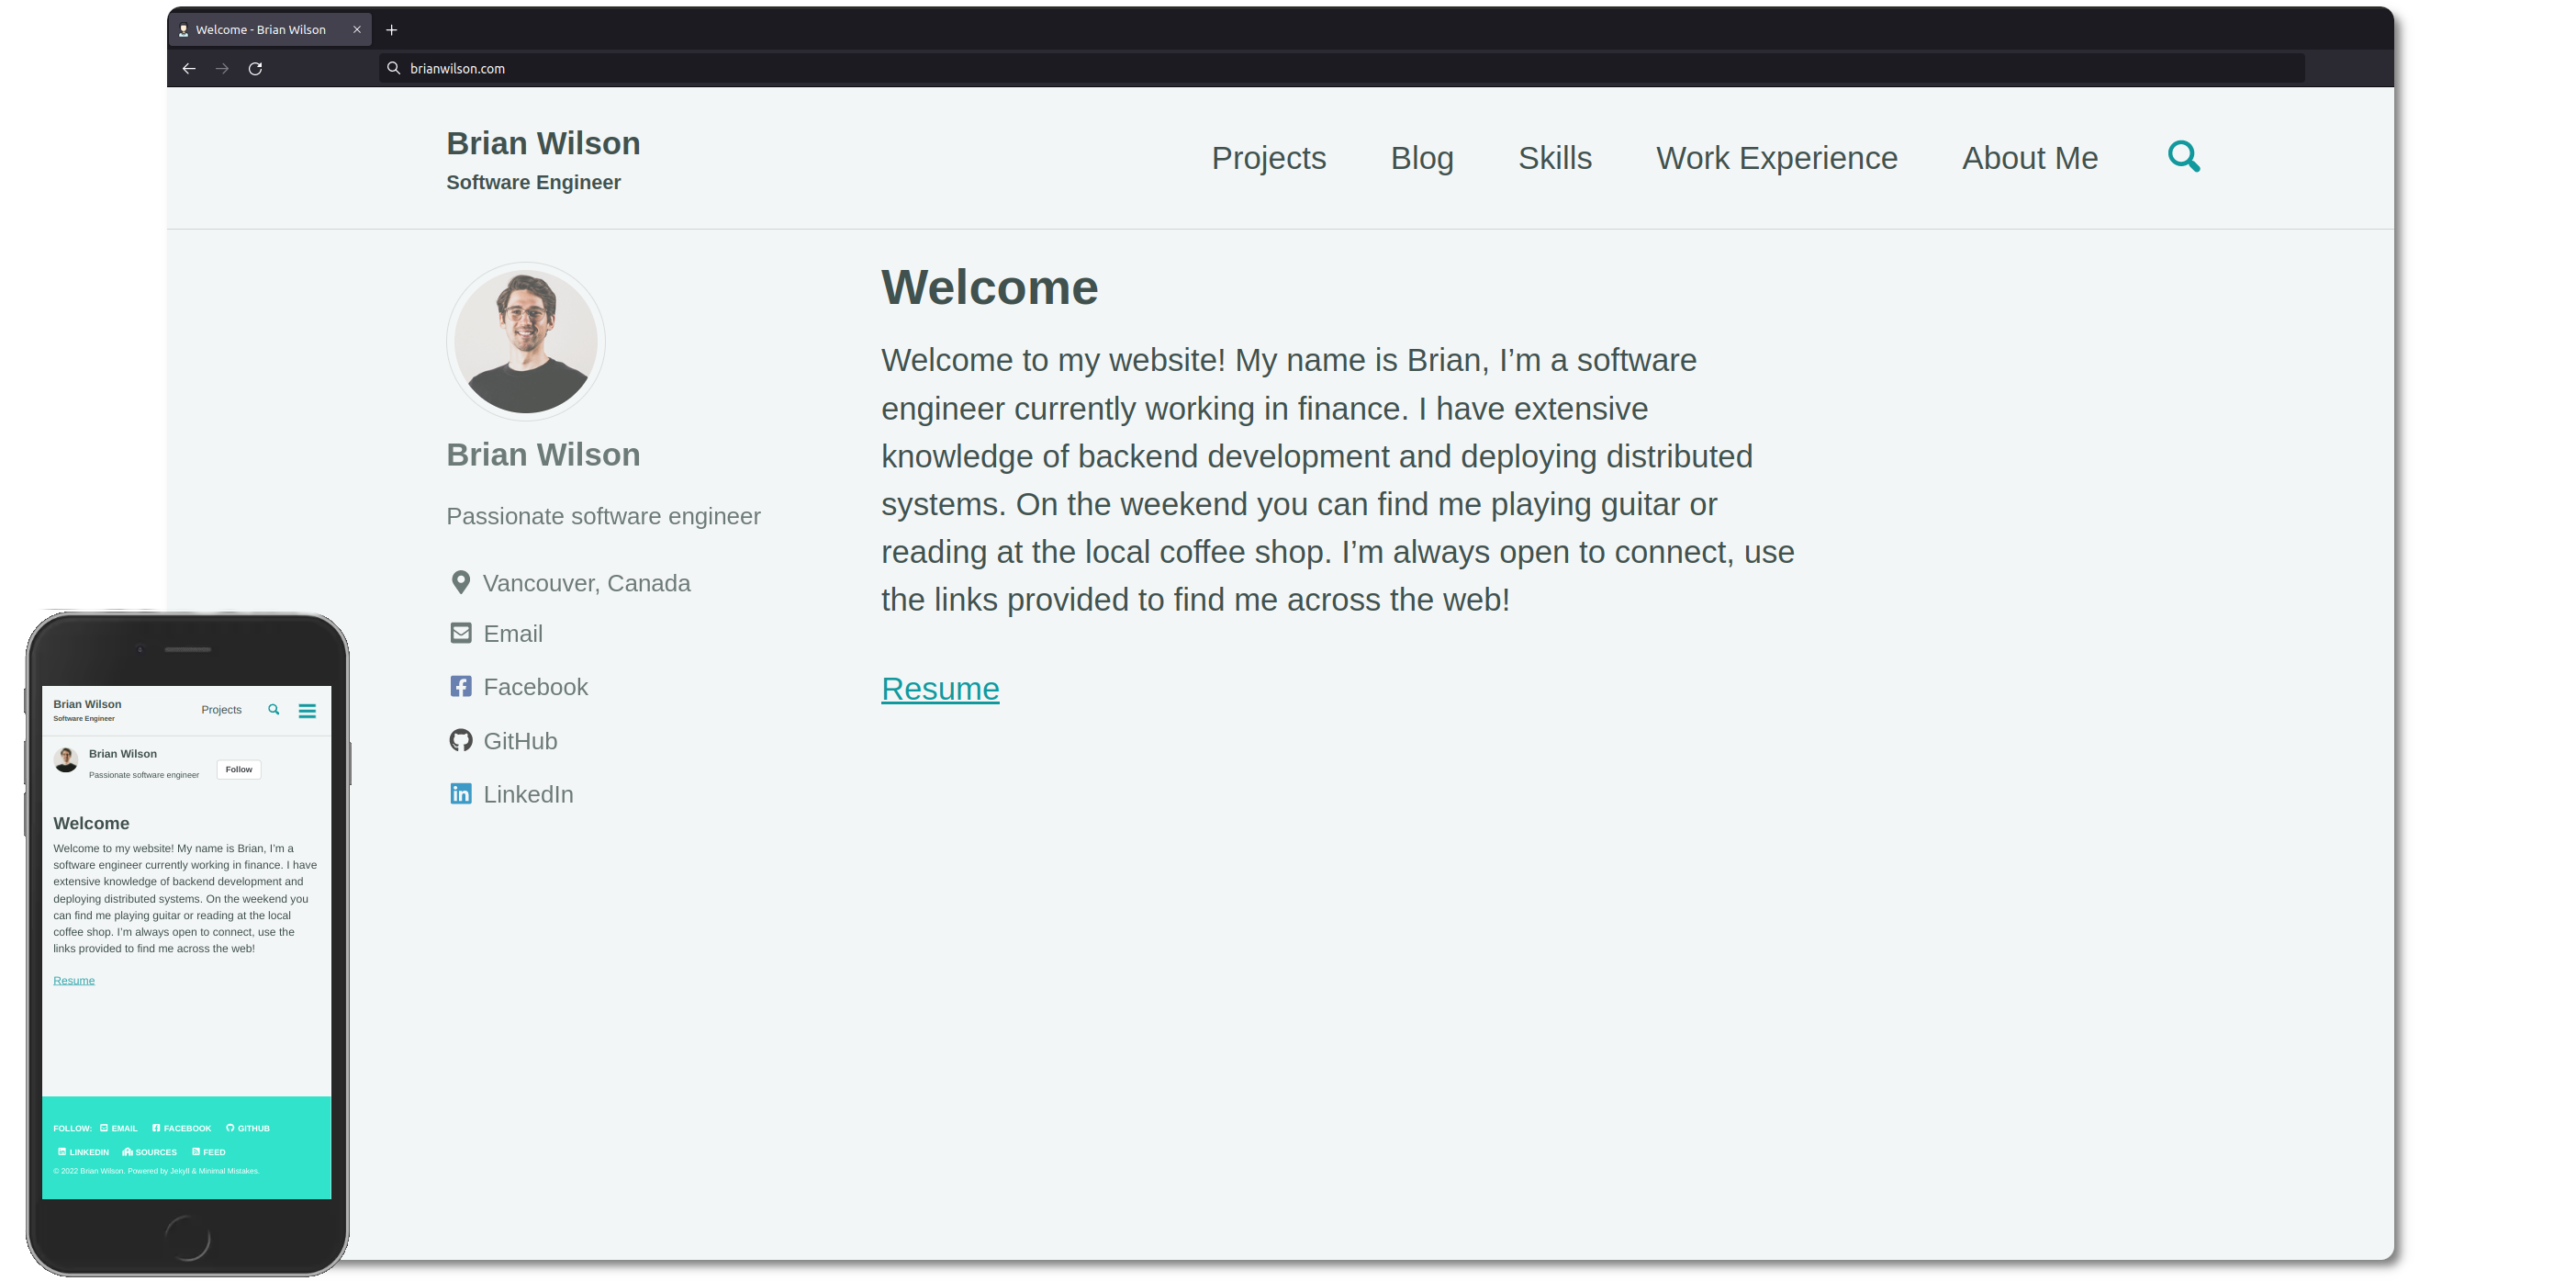 Welcome - Brian Wilson
brianwilson.com
Brian Wilson
Software Engineer
Projects
Blog
Skills
Work Experience
About Me
Brian Wilson
Passionate software engineer
Vancouver, Canada
Email
Facebook
GitHub
LinkedIn
Welcome
Welcome to my website! My name is Brian, I’m a software
engineer currently working in finance. I have extensive
knowledge of backend development and deploying distributed
systems. On the weekend you can find me playing guitar or
reading at the local coffee shop. I’m always open to connect, use
the links provided to find me across the web!
Resume
Brian Wilson
Software Engineer
Projects
Brian Wilson
Passionate software engineer
Follow
Welcome
Welcome to my website! My name is Brian, I’m a
software engineer currently working in finance. I have
extensive knowledge of backend development and
deploying distributed systems. On the weekend you
can find me playing guitar or reading at the local
coffee shop. I’m always open to connect, use the
links provided to find me across the web!
Resume
FOLLOW: EMAIL FACEBOOK GITHUB
LINKEDIN SOURCES FEED
© 2022 Brian Wilson. Powered by Jekyll & Minimal Mistakes.